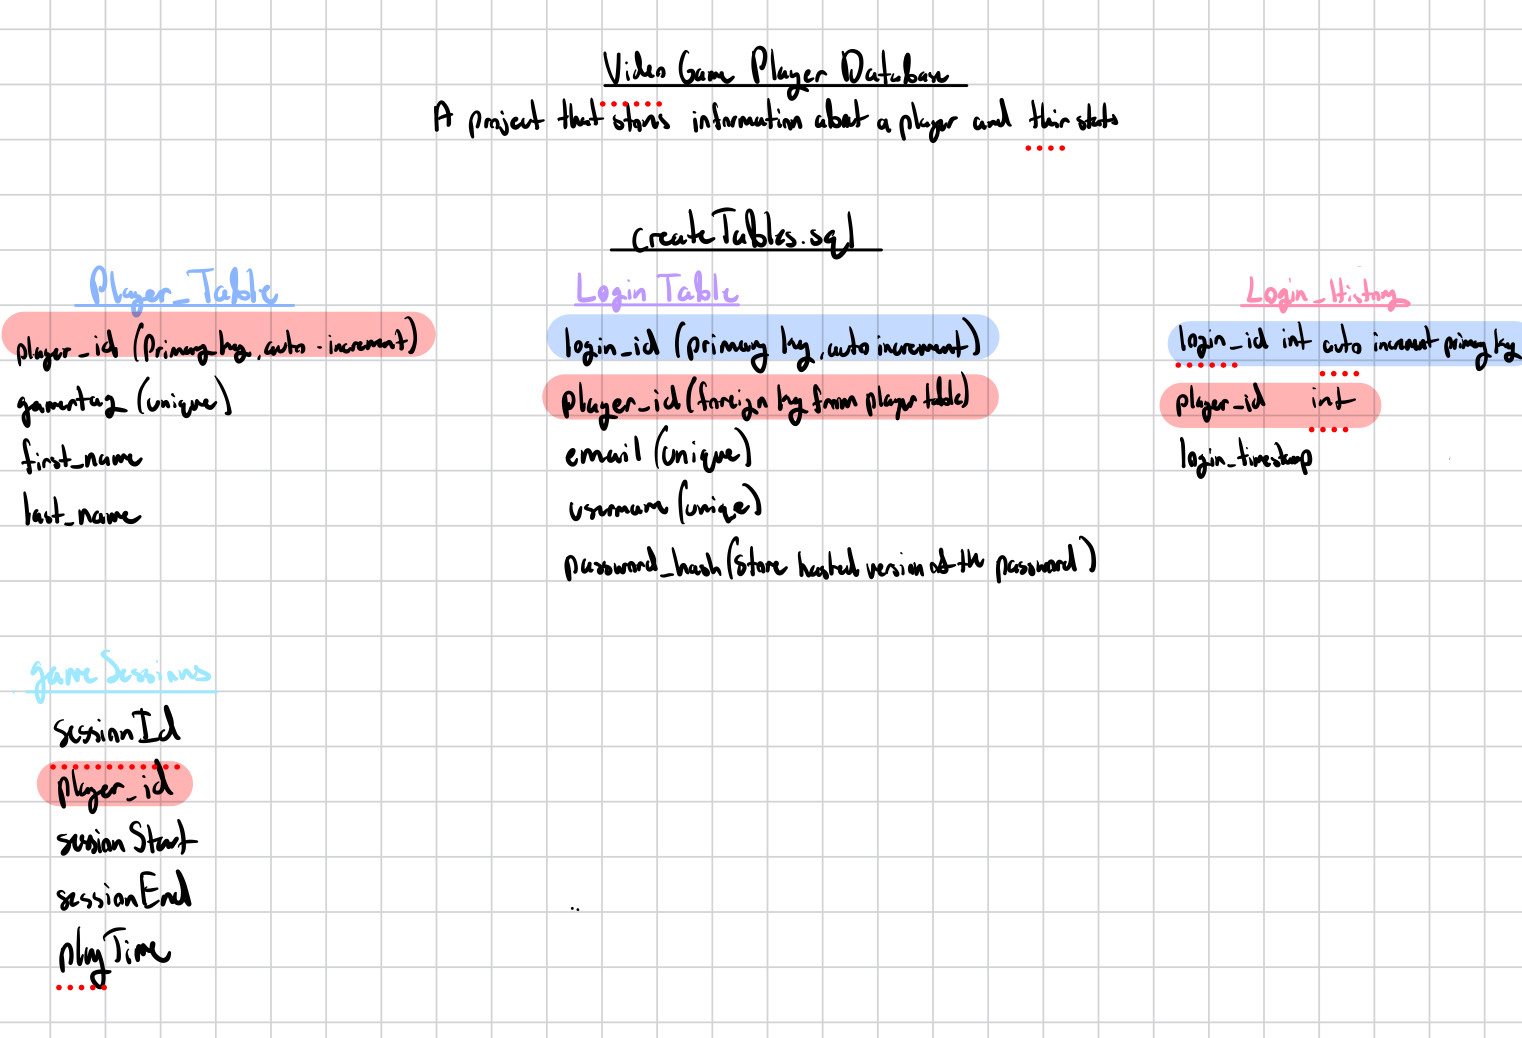 Video Game Player Database
A project that stores information about a player and their stats
createTables.sql
Player_Table
player_id (Primary key, auto-increment)
gamertag (unique)
first_name
last_name
Login Table
login_id (primary key, auto increment)
player_id (foreign key from player table)
email (unique)
username (unique)
password_hash (store hashed version of the password)
Login_History
login_id int auto increment primary key
player_id int
login_timestamp
gameSessions
sessionId
player_id
sessionStart
sessionEnd
playTime